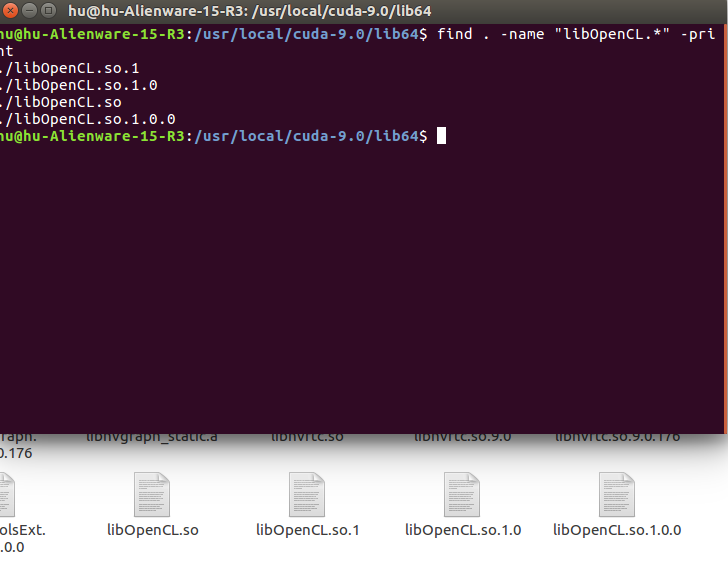 hu@hu-Alienware-15-R3: /usr/local/cuda-9.0/lib64
hu@hu-Alienware-15-R3:/usr/local/cuda-9.0/lib64$ find . -name "libOpenCL.*" -pri
nt
./libOpenCL.so.1
./libOpenCL.so.1.0
./libOpenCL.so
./libOpenCL.so.1.0.0
hu@hu-Alienware-15-R3:/usr/local/cuda-9.0/lib64$
raph. libnvgraph_static.a libnvrtc.so libnvrtc.so.9.0 libnvrtc.so.9.0.176
0.176
olsExt. libOpenCL.so libOpenCL.so.1 libOpenCL.so.1.0 libOpenCL.so.1.0.0
.0.0